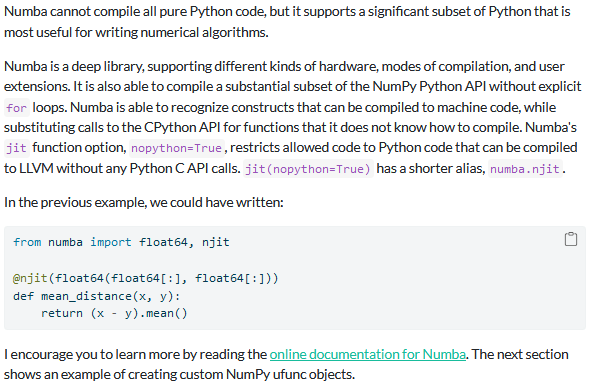 Numba cannot compile all pure Python code, but it supports a significant subset of Python that is
most useful for writing numerical algorithms.
Numba is a deep library, supporting different kinds of hardware, modes of compilation, and user
extensions. It is also able to compile a substantial subset of the NumPy Python API without explicit
for loops. Numba is able to recognize constructs that can be compiled to machine code, while
substituting calls to the CPython API for functions that it does not know how to compile. Numba's
jit function option, nopython=True, restricts allowed code to Python code that can be compiled
to LLVM without any Python C API calls. jit(nopython=True) has a shorter alias, numba.njit.
In the previous example, we could have written:
from numba import float64, njit
@njit(float64(float64[:], float64[:]))
def mean_distance(x, y):
    return (x - y).mean()
I encourage you to learn more by reading the online documentation for Numba. The next section
shows an example of creating custom NumPy ufunc objects.